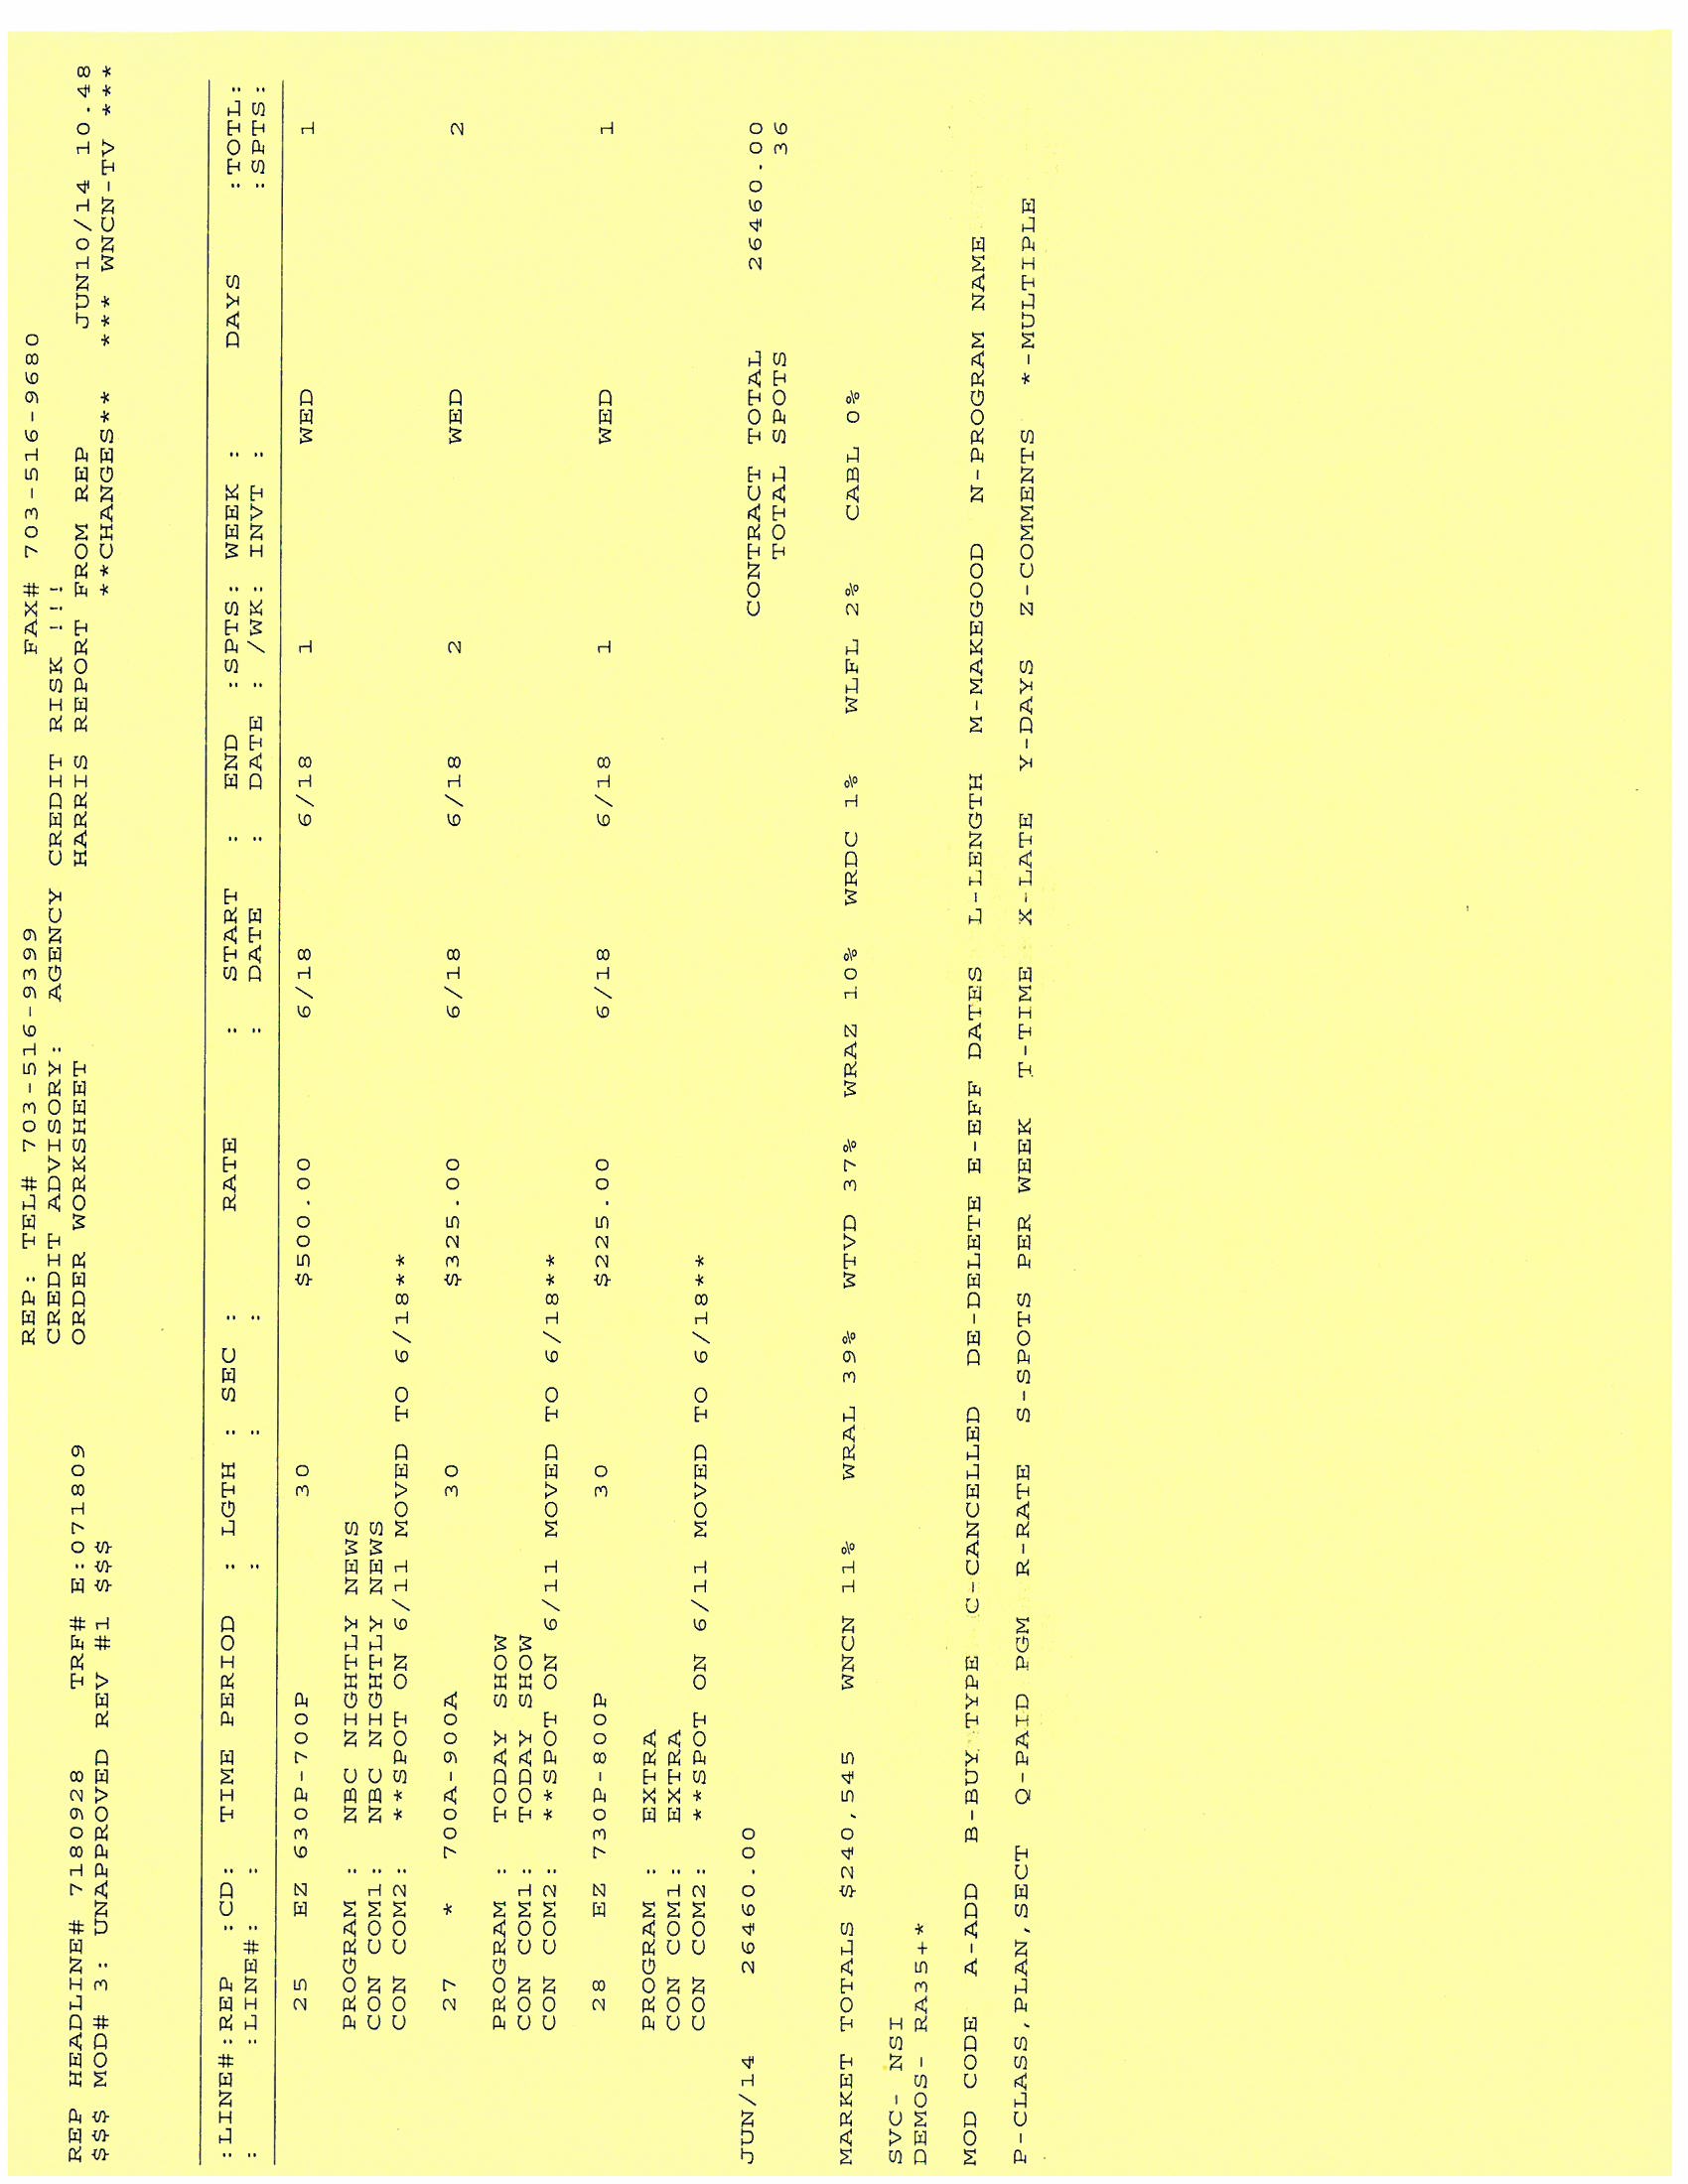 REP: TEL# 703-516-9399 FAX# 703-516-9680
CREDIT ADVISORY: AGENCY CREDIT RISK !!!
REP HEADLINE# 7180928 TRF# E:071809 ORDER WORKSHEET HARRIS REPORT FROM REP JUN10/14 10.48
$$$ MOD# 3: UNAPPROVED REV #1 $$$ **CHANGES** *** WNCN-TV ***
:LINE#:REP :CD: TIME PERIOD : LGTH : SEC : RATE : START : END :SPTS: WEEK : DAYS :TOTL:
: :LINE#: : : : : DATE : DATE : /WK: INVT : :SPTS:
25 EZ 630P-700P 30 $500.00 6/18 6/18 1 WED 1
PROGRAM : NBC NIGHTLY NEWS
CON COM1: NBC NIGHTLY NEWS
CON COM2: **SPOT ON 6/11 MOVED TO 6/18**
27 * 700A-900A 30 $325.00 6/18 6/18 2 WED 2
PROGRAM : TODAY SHOW
CON COM1: TODAY SHOW
CON COM2: **SPOT ON 6/11 MOVED TO 6/18**
28 EZ 730P-800P 30 $225.00 6/18 6/18 1 WED 1
PROGRAM : EXTRA
CON COM1: EXTRA
CON COM2: **SPOT ON 6/11 MOVED TO 6/18**
JUN/14 26460.00 CONTRACT TOTAL 26460.00
TOTAL SPOTS 36
MARKET TOTALS $240,545 WNCN 11% WRAL 39% WTVD 37% WRAZ 10% WRDC 1% WLFL 2% CABL 0%
SVC- NSI
DEMOS- RA35+*
MOD CODE A-ADD B-BUY TYPE C-CANCELLED DE-DELETE E-EFF DATES L-LENGTH M-MAKEGOOD N-PROGRAM NAME
P-CLASS,PLAN,SECT Q-PAID PGM R-RATE S-SPOTS PER WEEK T-TIME X-LATE Y-DAYS Z-COMMENTS *-MULTIPLE